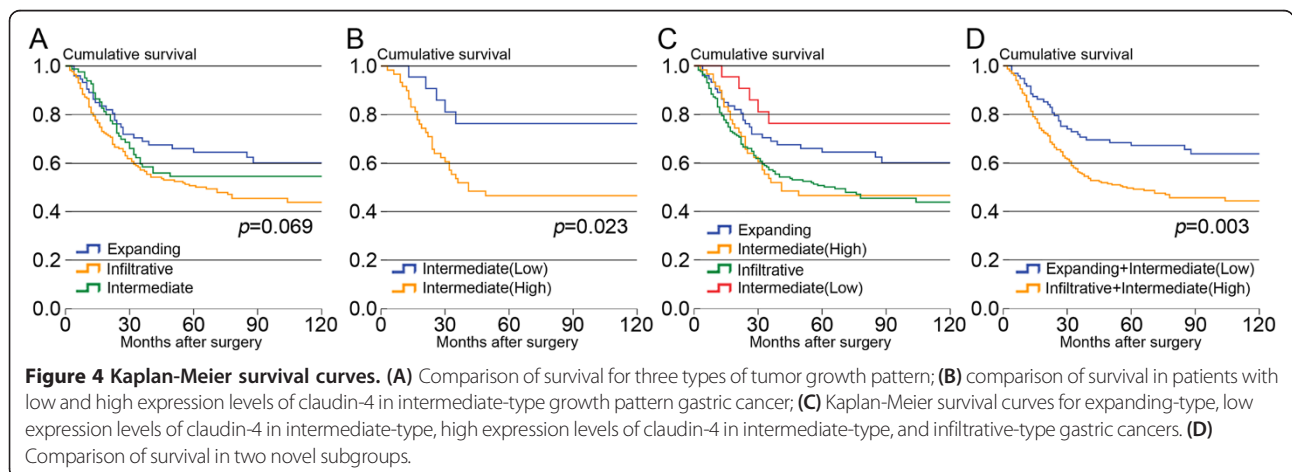 A
Cumulative survival
1.0
0.8
0.6
0.4
0.2
0.0
p=0.069
Expanding
Infiltrative
Intermediate
0 30 60 90 120
Months after surgery
B
Cumulative survival
1.0
0.8
0.6
0.4
0.2
0.0
p=0.023
Intermediate(Low)
Intermediate(High)
0 30 60 90 120
Months after surgery
C
Cumulative survival
1.0
0.8
0.6
0.4
0.2
0.0
Expanding
Intermediate(High)
Infiltrative
Intermediate(Low)
0 30 60 90 120
Months after surgery
D
Cumulative survival
1.0
0.8
0.6
0.4
0.2
0.0
p=0.003
Expanding+Intermediate(Low)
Infiltrative+Intermediate(High)
0 30 60 90 120
Months after surgery
Figure 4 Kaplan-Meier survival curves. (A) Comparison of survival for three types of tumor growth pattern; (B) comparison of survival in patients with
low and high expression levels of claudin-4 in intermediate-type growth pattern gastric cancer; (C) Kaplan-Meier survival curves for expanding-type, low
expression levels of claudin-4 in intermediate-type, high expression levels of claudin-4 in intermediate-type, and infiltrative-type gastric cancers. (D)
Comparison of survival in two novel subgroups.